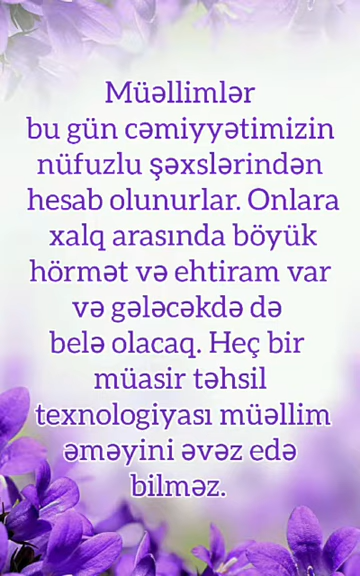 Müəllimlər
bu gün cəmiyyətimizin
nüfuzlu şəxslərindən
hesab olunurlar. Onlara
xalq arasında böyük
hörmət və ehtiram var
və gələcəkdə də
belə olacaq. Heç bir
müasir təhsil
texnologiyası müəllim
əməyini əvəz edə
bilməz.